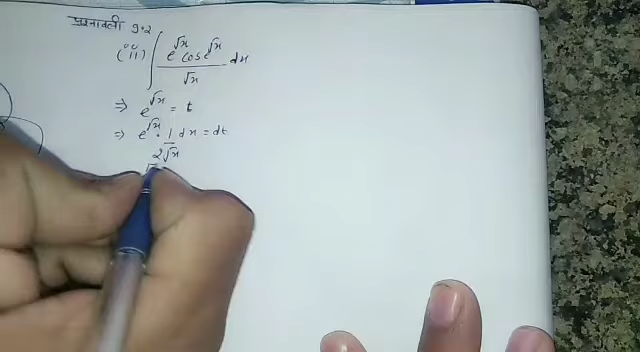 प्रश्नावली 9.2
(ii) ∫ e^√x cos e^√x / √x dx
⇒ e^√x = t
⇒ e^√x · 1 / 2√x dx = dt